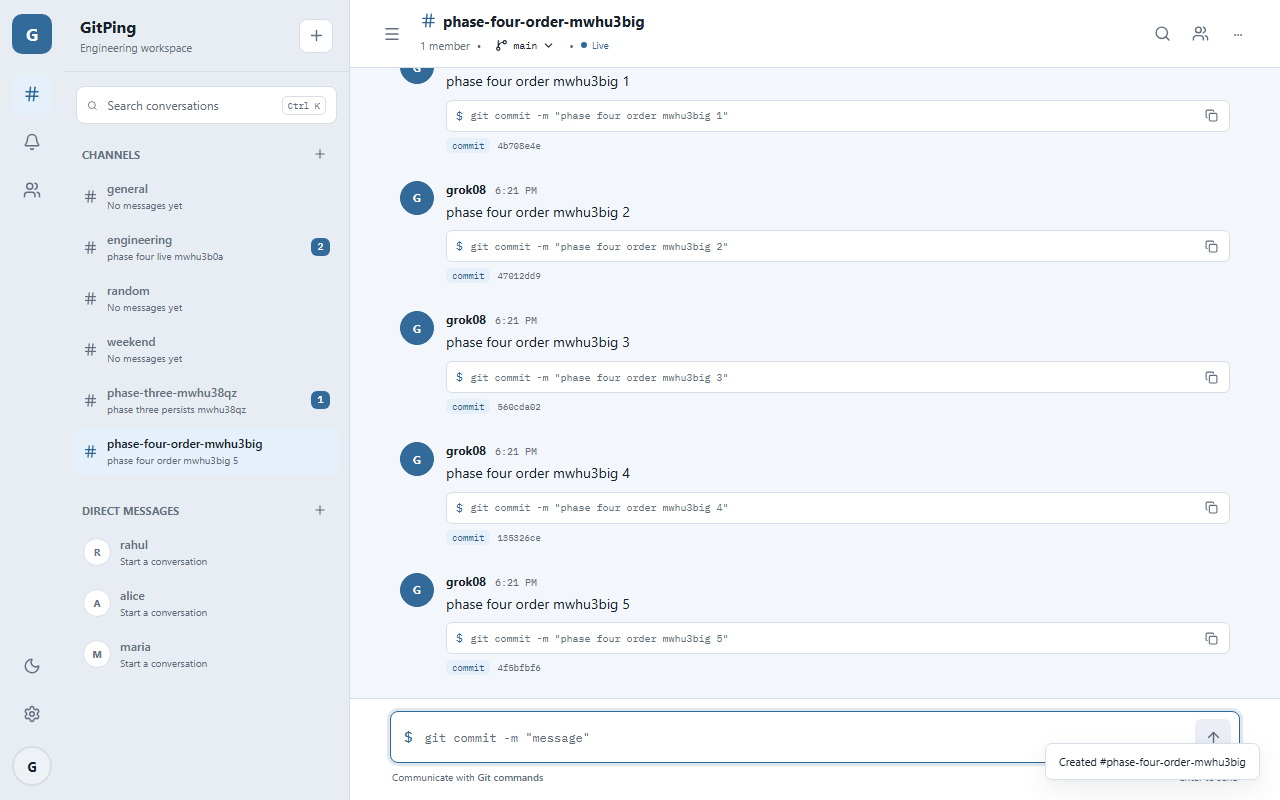 G
GitPing
Engineering workspace
Search conversations
Ctrl K
CHANNELS
general
No messages yet
engineering
phase four live mwhu3b0a
2
random
No messages yet
weekend
No messages yet
phase-three-mwhu38qz
phase three persists mwhu38qz
1
phase-four-order-mwhu3big
phase four order mwhu3big 5
DIRECT MESSAGES
R
rahul
Start a conversation
A
alice
Start a conversation
M
maria
Start a conversation
G
# phase-four-order-mwhu3big
1 member • main • Live
G
phase four order mwhu3big 1
$ git commit -m "phase four order mwhu3big 1"
commit 4b708e4e
G
grok08 6:21 PM
phase four order mwhu3big 2
$ git commit -m "phase four order mwhu3big 2"
commit 47012dd9
G
grok08 6:21 PM
phase four order mwhu3big 3
$ git commit -m "phase four order mwhu3big 3"
commit 560cda02
G
grok08 6:21 PM
phase four order mwhu3big 4
$ git commit -m "phase four order mwhu3big 4"
commit 135326ce
G
grok08 6:21 PM
phase four order mwhu3big 5
$ git commit -m "phase four order mwhu3big 5"
commit 4f5bfbf6
$ git commit -m "message"
Communicate with Git commands
Created #phase-four-order-mwhu3big